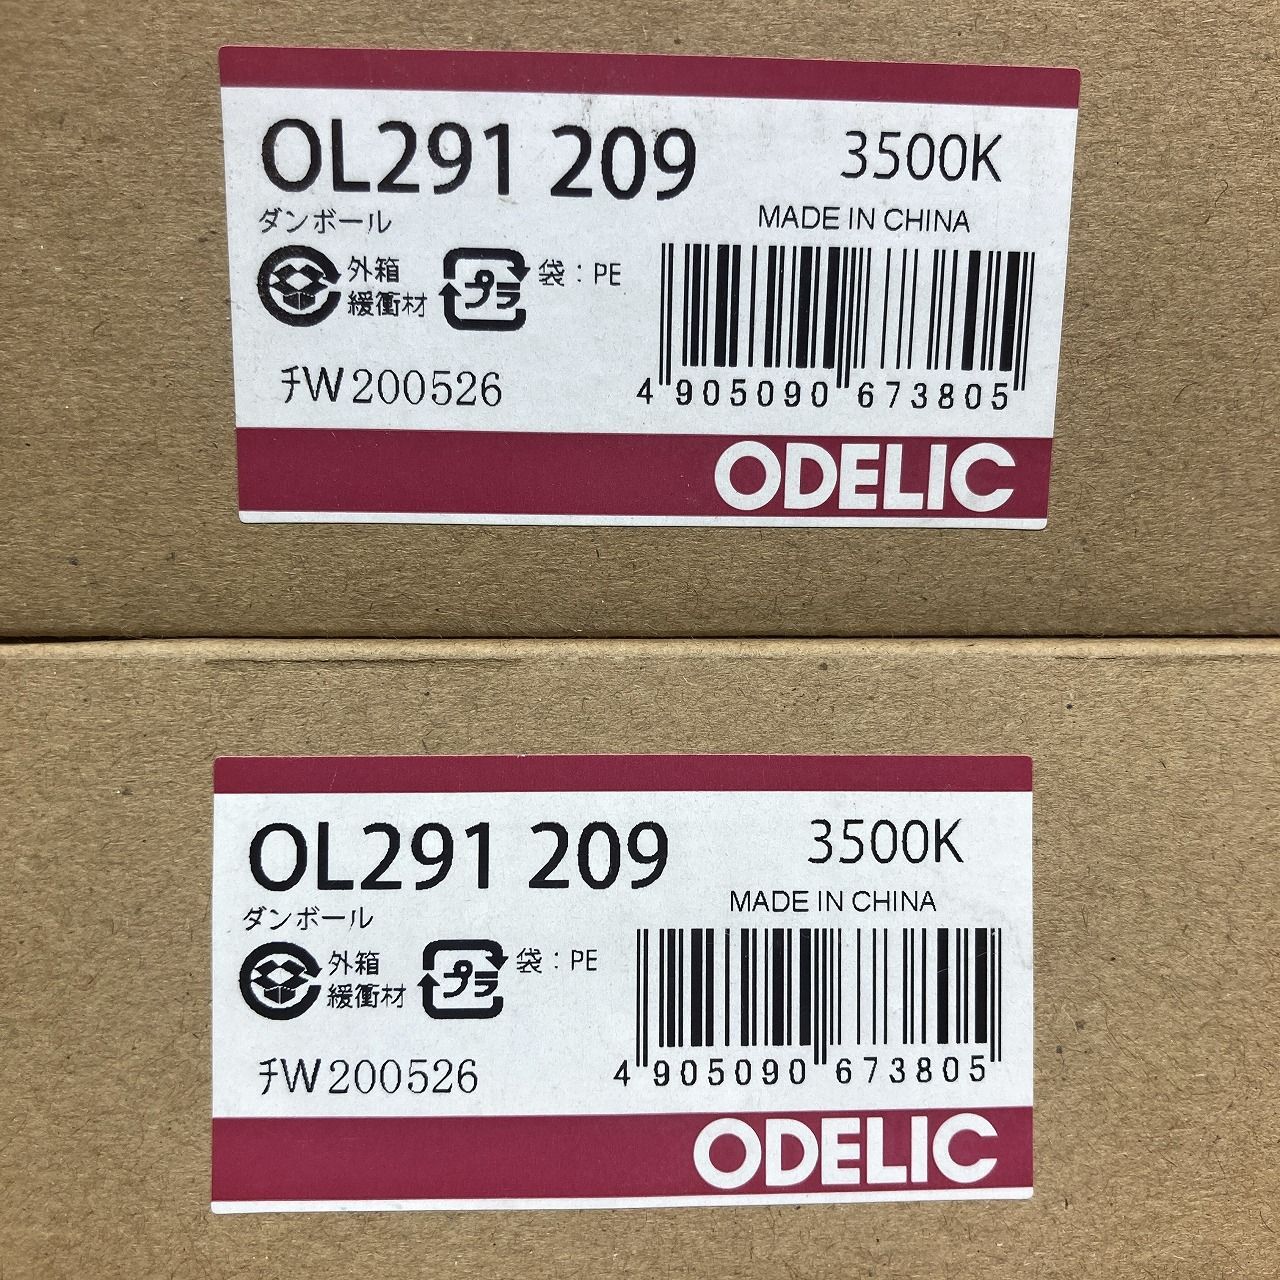 OL291 209
3500K
MADE IN CHINA
ダンボール
外箱
緩衝材
プラ
袋：PE
ﾁW200526
4 905090 673805
ODELIC
OL291 209
3500K
MADE IN CHINA
ダンボール
外箱
緩衝材
プラ
袋：PE
ﾁW200526
4 905090 673805
ODELIC